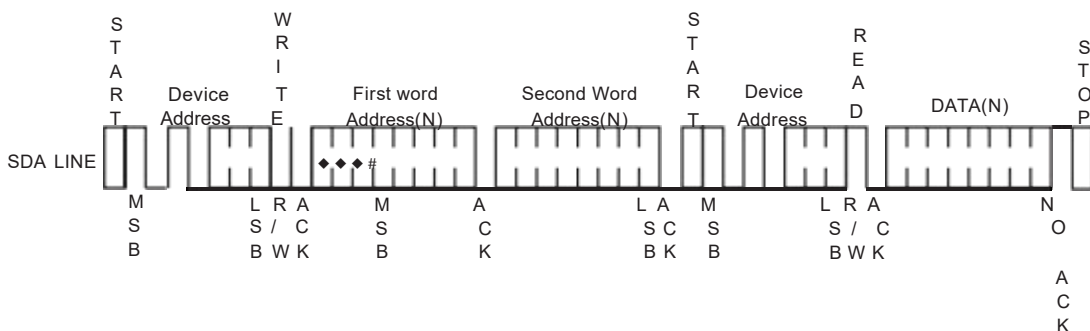 START
WRITE
START
READ
STOP
Device
Address
First word
Address(N)
Second Word
Address(N)
Device
Address
DATA(N)
SDA LINE
◆ ◆ ◆ #
MSB
LSB
R/W
ACK
MSB
ACK
LSB
ACK
MSB
LSB
R/W
ACK
NO
ACK